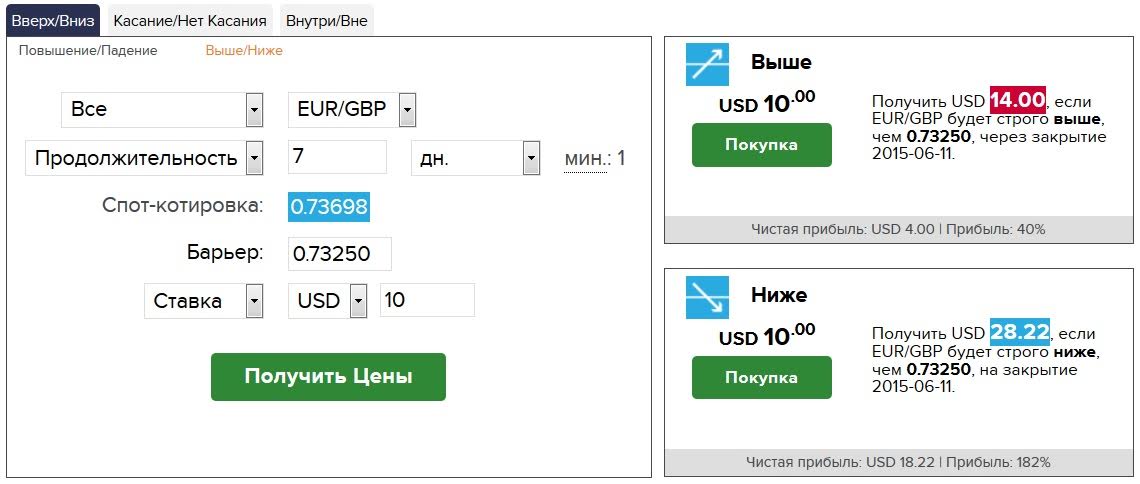 Вверх/Вниз
Касание/Нет Касания
Внутри/Вне
Повышение/Падение
Выше/Ниже
Все
EUR/GBP
Продолжительность
7
дн.
мин.: 1
Спот-котировка:
0.73698
Барьер:
0.73250
Ставка
USD
10
Получить Цены
Выше
USD 10.00
Покупка
Получить USD 14.00, если
EUR/GBP будет строго выше,
чем 0.73250, через закрытие
2015-06-11.
Чистая прибыль: USD 4.00 | Прибыль: 40%
Ниже
USD 10.00
Покупка
Получить USD 28.22, если
EUR/GBP будет строго ниже,
чем 0.73250, на закрытие
2015-06-11.
Чистая прибыль: USD 18.22 | Прибыль: 182%